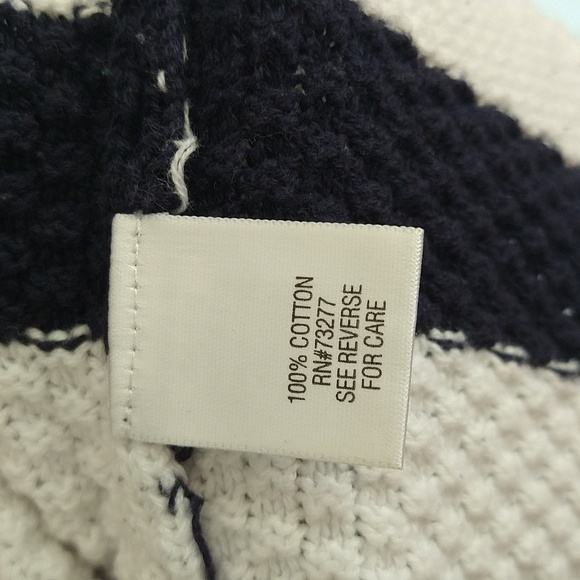 100% COTTON
RN#73277
SEE REVERSE
FOR CARE